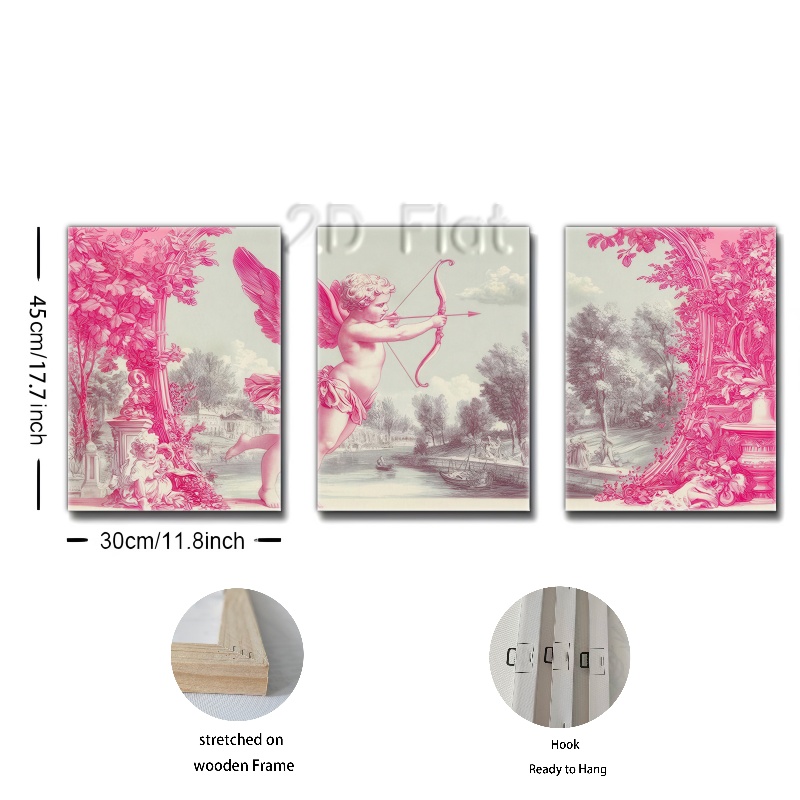 2D Flat
45cm/17.7inch
30cm/11.8inch
stretched on
wooden Frame
Hook
Ready to Hang